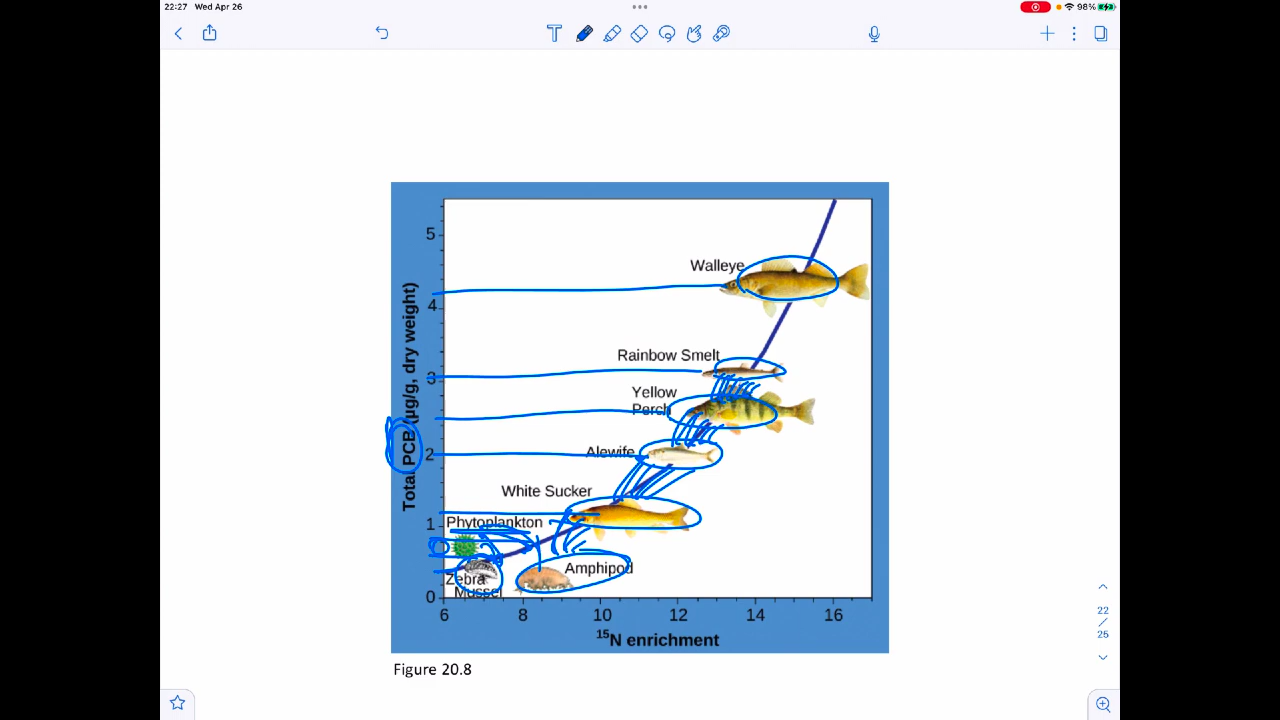 22:27 Wed Apr 26
98%
T
5
Walleye
4
Rainbow Smelt
3
Yellow
Perch
2
Alewife
White Sucker
1
Phytoplankton
Amphipod
Zebra
Mussel
0
6 8 10 12 14 16
¹⁵N enrichment
Total PCB (µg/g, dry weight)
Figure 20.8
22
/
25